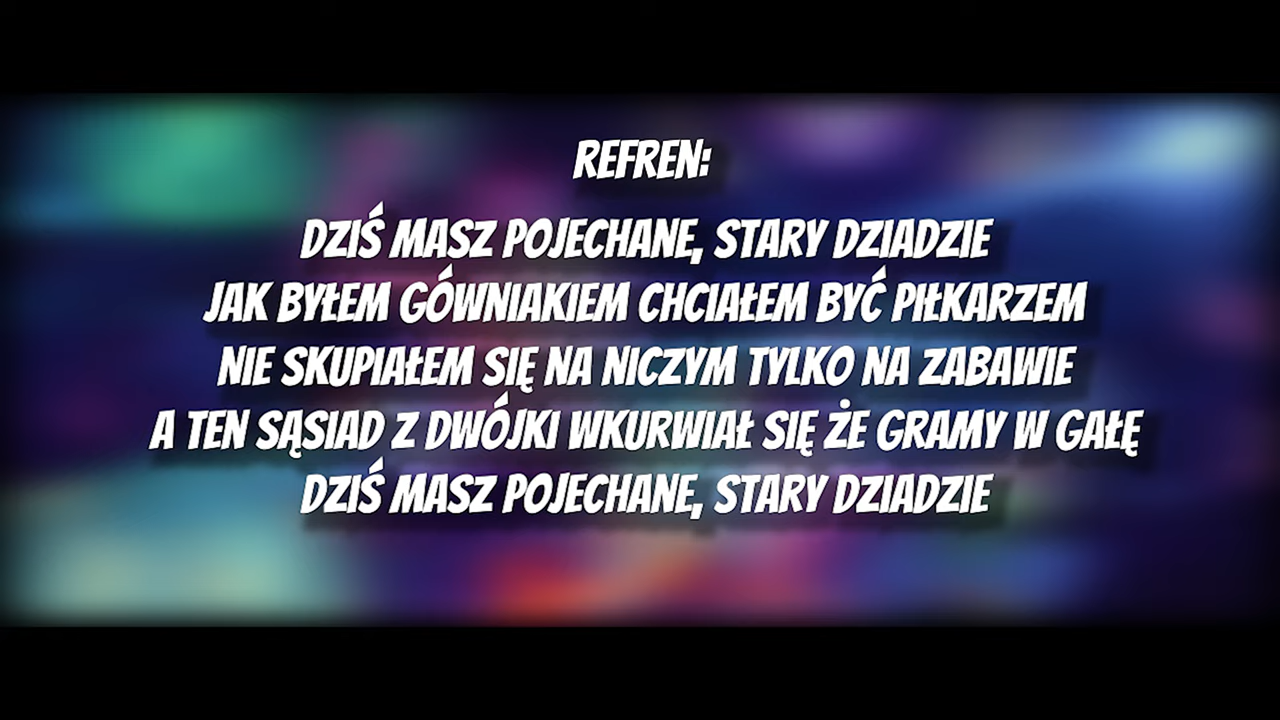 REFREN:
DZIŚ MASZ POJECHANE, STARY DZIADZIE
JAK BYŁEM GÓWNIAKIEM CHCIAŁEM BYĆ PIŁKARZEM
NIE SKUPIAŁEM SIĘ NA NICZYM TYLKO NA ZABAWIE
A TEN SĄSIAD Z DWÓJKI WKURWIAŁ SIĘ ŻE GRAMY W GAŁĘ
DZIŚ MASZ POJECHANE, STARY DZIADZIE